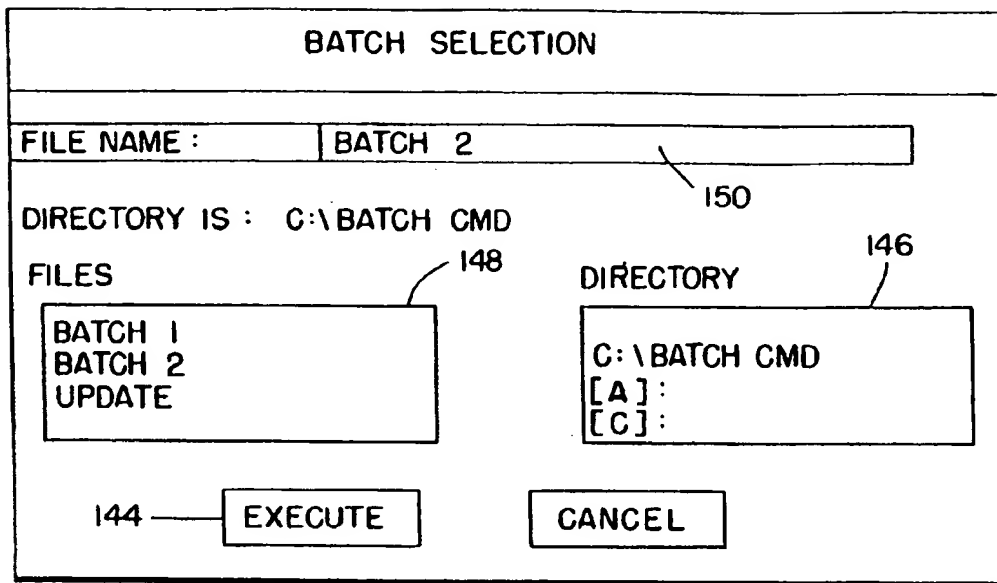 BATCH SELECTION
FILE NAME : BATCH 2
150
DIRECTORY IS : C:\BATCH CMD
FILES 148 DIRECTORY 146
BATCH 1
BATCH 2
UPDATE
C:\BATCH CMD
[A]:
[C]:
144 EXECUTE CANCEL